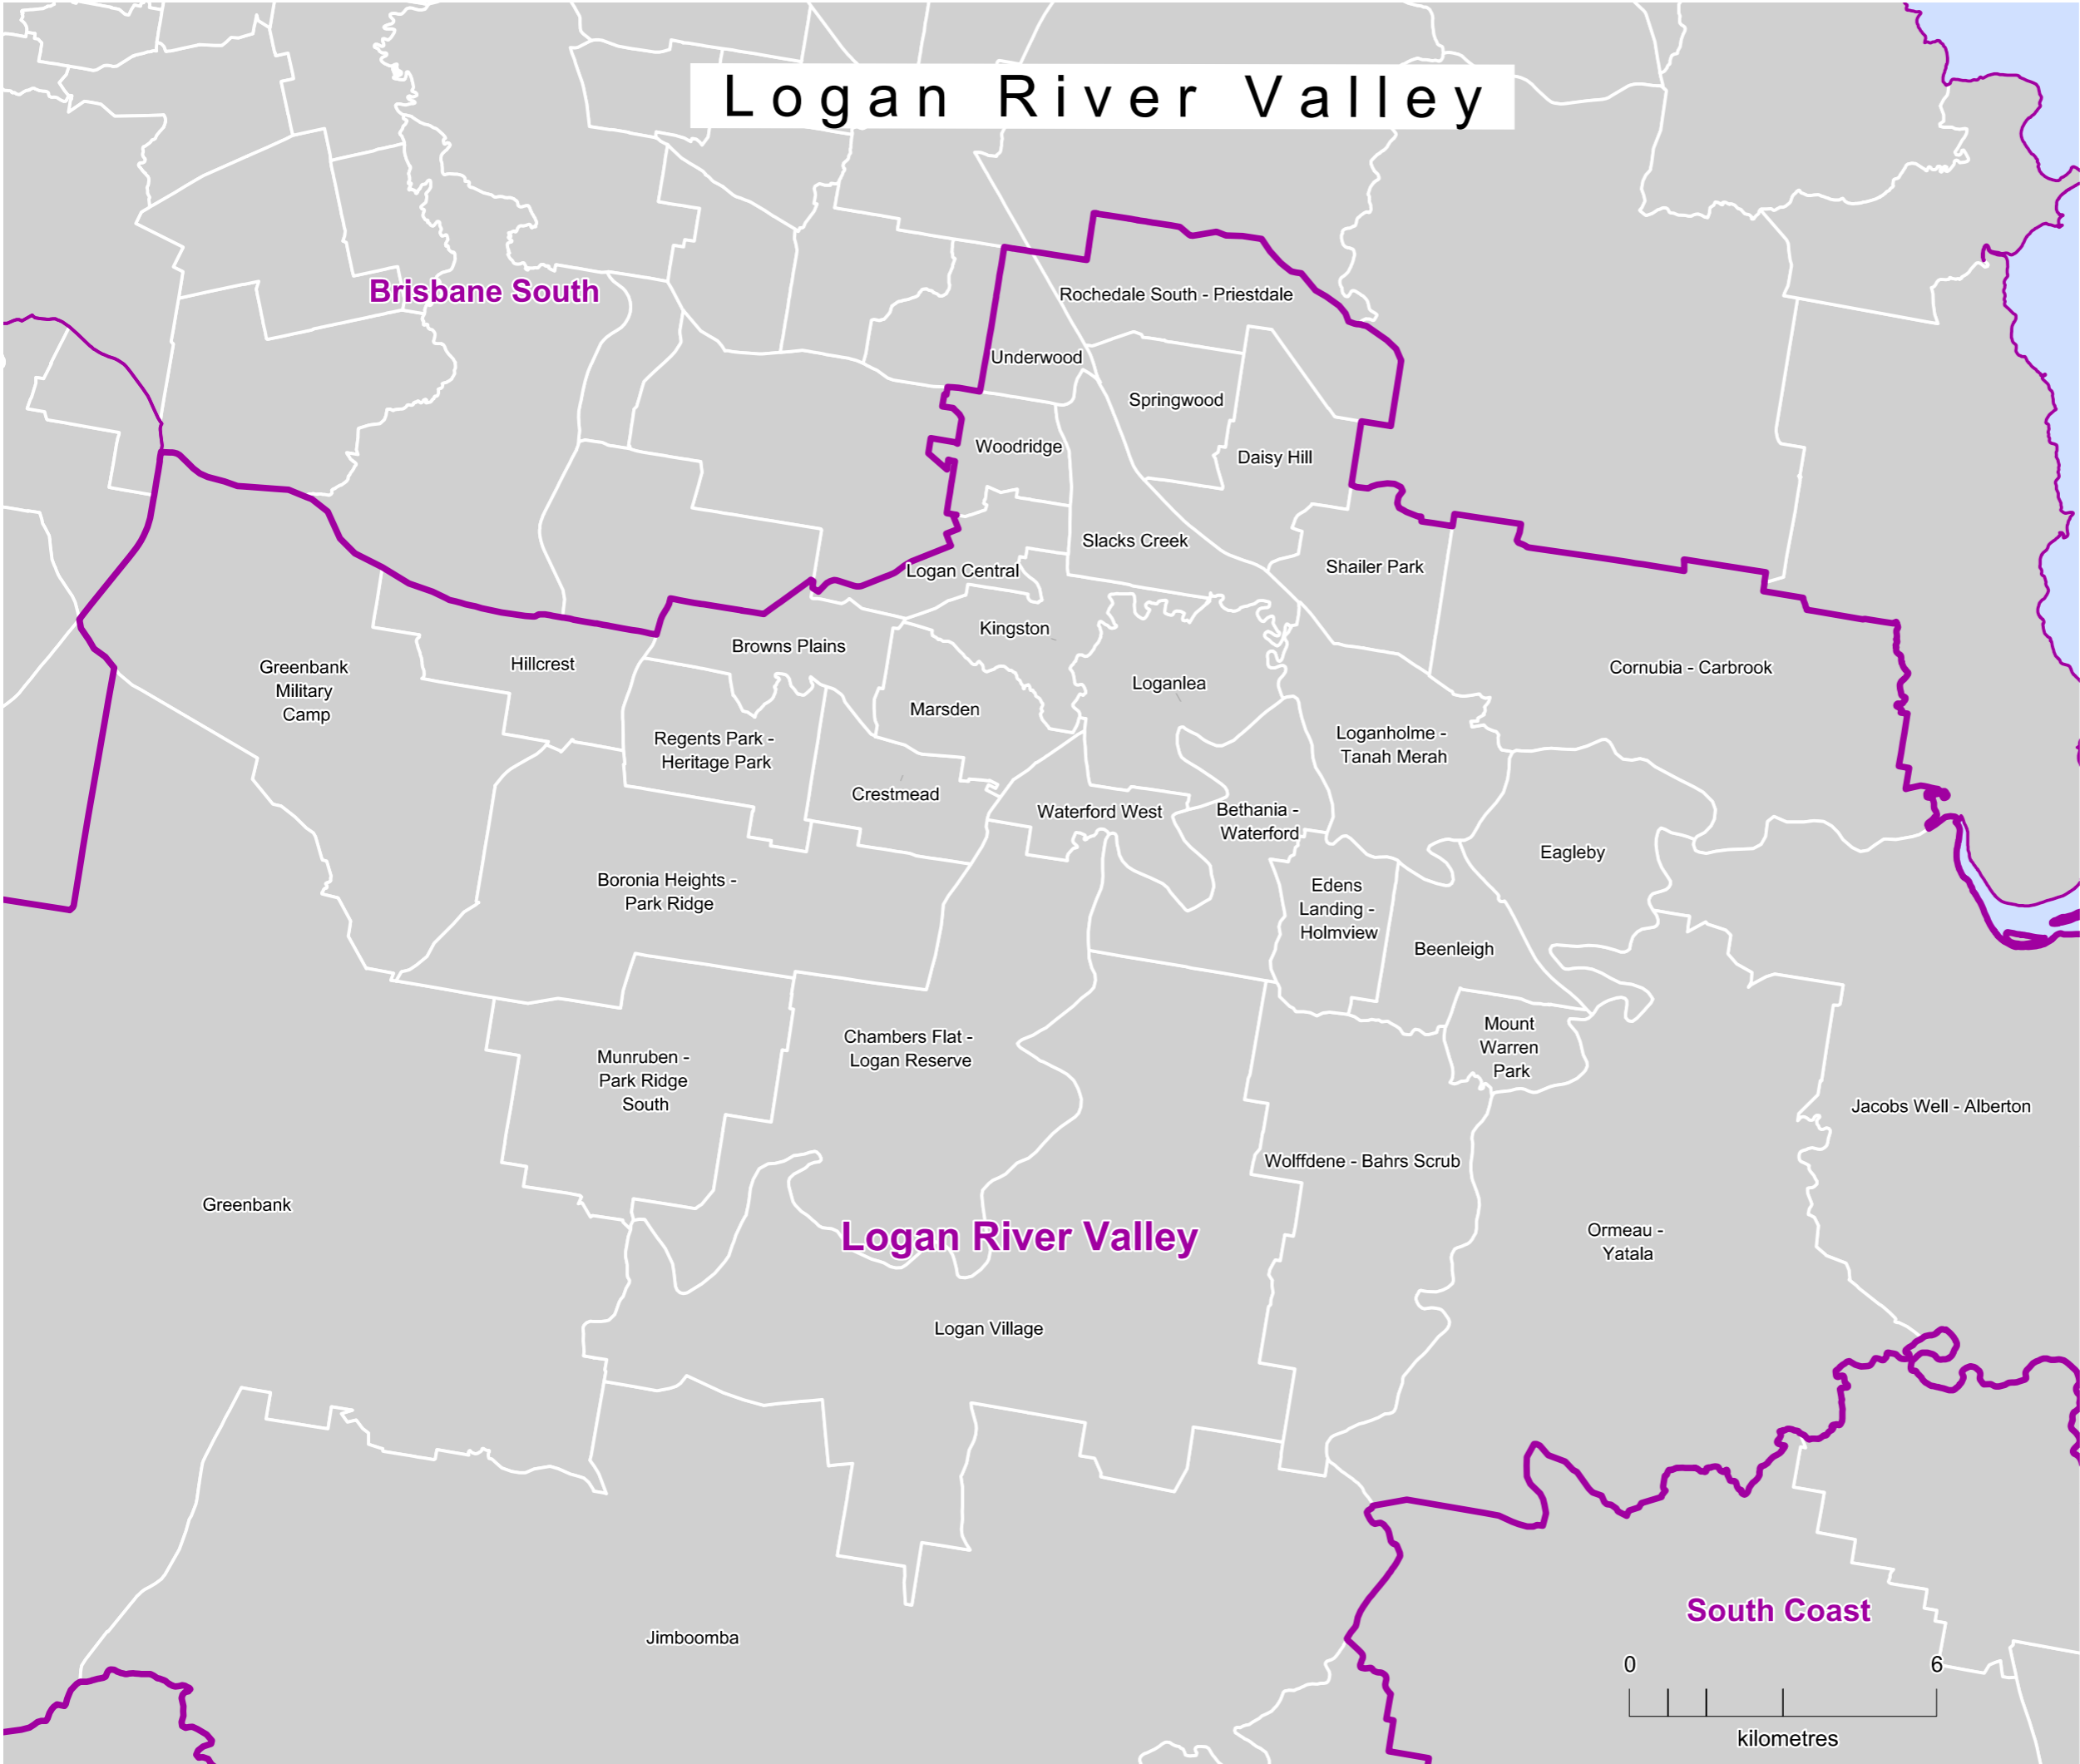 Logan River Valley
Brisbane South
Rochedale South - Priestdale
Underwood
Springwood
Woodridge
Daisy Hill
Slacks Creek
Shailer Park
Logan Central
Kingston
Browns Plains
Hillcrest
Greenbank
Military
Camp
Cornubia - Carbrook
Loganlea
Marsden
Regents Park -
Heritage Park
Loganholme -
Tanah Merah
Crestmead
Waterford West
Bethania -
Waterford
Eagleby
Boronia Heights -
Park Ridge
Edens
Landing -
Holmview
Beenleigh
Mount
Warren
Park
Chambers Flat -
Logan Reserve
Munruben -
Park Ridge
South
Jacobs Well - Alberton
Wolffdene - Bahrs Scrub
Greenbank
Logan River Valley
Ormeau -
Yatala
Logan Village
South Coast
Jimboomba
0 6
kilometres